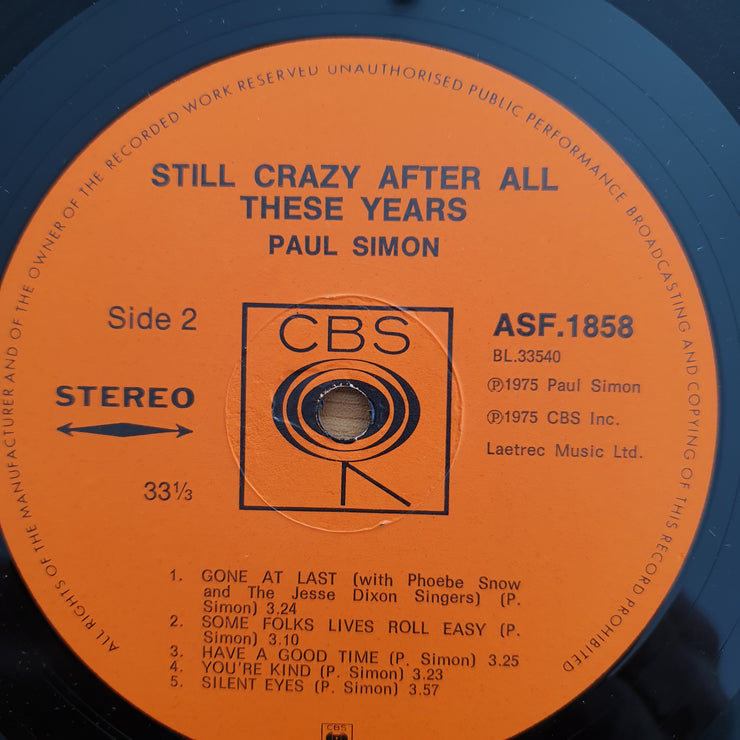 ALL RIGHTS OF THE MANUFACTURER AND OF THE OWNER OF THE RECORDED WORK RESERVED UNAUTHORISED PUBLIC PERFORMANCE BROADCASTING AND COPYING OF THIS RECORD PROHIBITED
STILL CRAZY AFTER ALL
THESE YEARS
PAUL SIMON
Side 2
STEREO
33⅓
CBS
ASF.1858
BL.33540
℗1975 Paul Simon
℗1975 CBS Inc.
Laetrec Music Ltd.
1. GONE AT LAST (with Phoebe Snow
and The Jesse Dixon Singers) (P.
Simon) 3.24
2. SOME FOLKS LIVES ROLL EASY (P.
Simon) 3.10
3. HAVE A GOOD TIME (P. Simon) 3.25
4. YOU'RE KIND (P. Simon) 3.23
5. SILENT EYES (P. Simon) 3.57
CBS